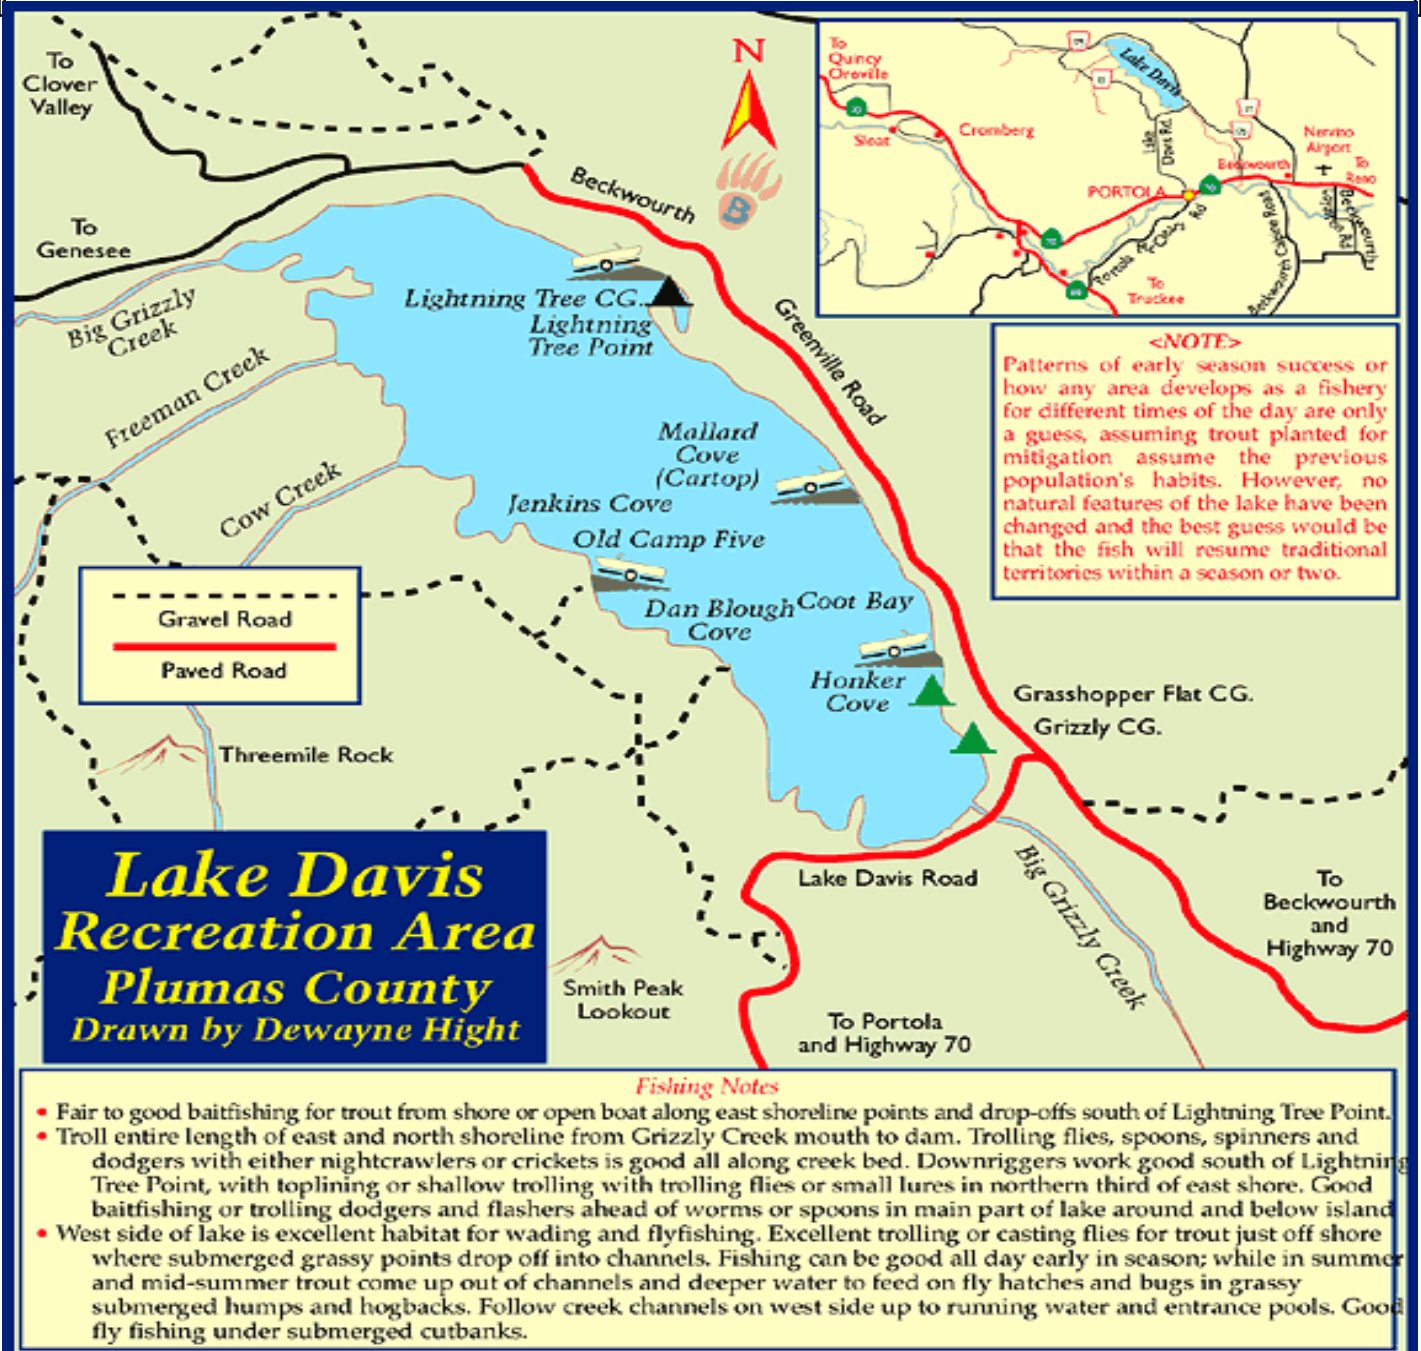 To
Clover
Valley
To
Genesee
Big Grizzly
Creek
Freeman Creek
Cow Creek
N
B
Beckwourth
Greenville Road
Lightning Tree CG.
Lightning
Tree Point
Mallard
Cove
(Cartop)
Jenkins Cove
Old Camp Five
Dan Blough
Cove
Coot Bay
Honker
Cove
Grasshopper Flat CG.
Grizzly CG.
Gravel Road
Paved Road
Threemile Rock
Lake Davis Road
Big Grizzly Creek
To
Beckwourth
and
Highway 70
Smith Peak
Lookout
To Portola
and Highway 70
To
Quincy
Oroville
Sloat
Cromberg
Lake Davis
Lake
Davis Rd.
PORTOLA
70
Beckwourth
Nervino
Airport
To
Reno
To
Truckee
Portola
Rd
Beckwourth
Rd
<NOTE>
Patterns of early season success or
how any area develops as a fishery
for different times of the day are only
a guess, assuming trout planted for
mitigation assume the previous
population's habits. However, no
natural features of the lake have been
changed and the best guess would be
that the fish will resume traditional
territories within a season or two.
Lake Davis
Recreation Area
Plumas County
Drawn by Dewayne Hight
Fishing Notes
• Fair to good baitfishing for trout from shore or open boat along east shoreline points and drop-offs south of Lightning Tree Point.
• Troll entire length of east and north shoreline from Grizzly Creek mouth to dam. Trolling flies, spoons, spinners and
dodgers with either nightcrawlers or crickets is good all along creek bed. Downriggers work good south of Lightning
Tree Point, with toplining or shallow trolling with trolling flies or small lures in northern third of east shore. Good
baitfishing or trolling dodgers and flashers ahead of worms or spoons in main part of lake around and below island
• West side of lake is excellent habitat for wading and flyfishing. Excellent trolling or casting flies for trout just off shore
where submerged grassy points drop off into channels. Fishing can be good all day early in season; while in summer
and mid-summer trout come up out of channels and deeper water to feed on fly hatches and bugs in grassy
submerged humps and hogbacks. Follow creek channels on west side up to running water and entrance pools. Good
fly fishing under submerged cutbanks.